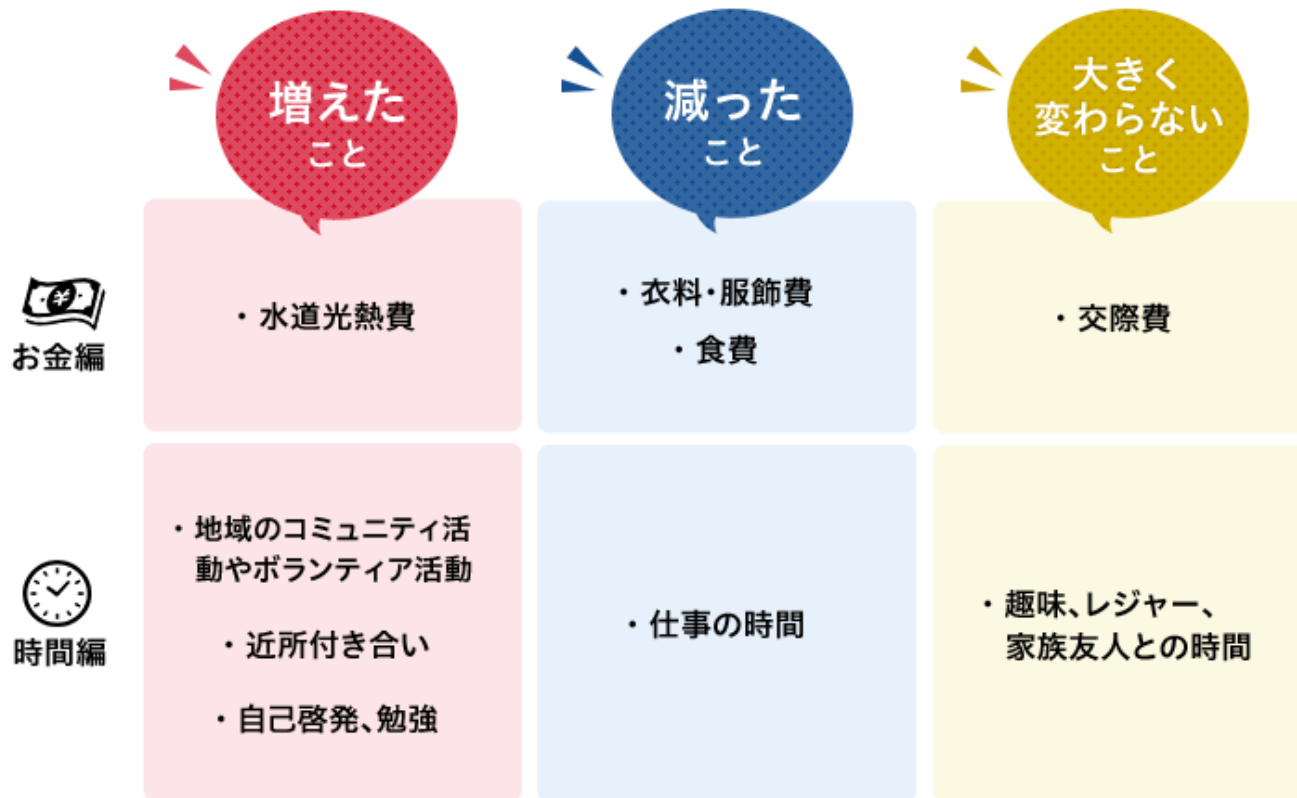 増えた
こと
減った
こと
大きく
変わらない
こと
¥
お金編
・水道光熱費
・衣料・服飾費
・食費
・交際費
時間編
・地域のコミュニティ活
動やボランティア活動
・近所付き合い
・自己啓発、勉強
・仕事の時間
・趣味、レジャー、
家族友人との時間